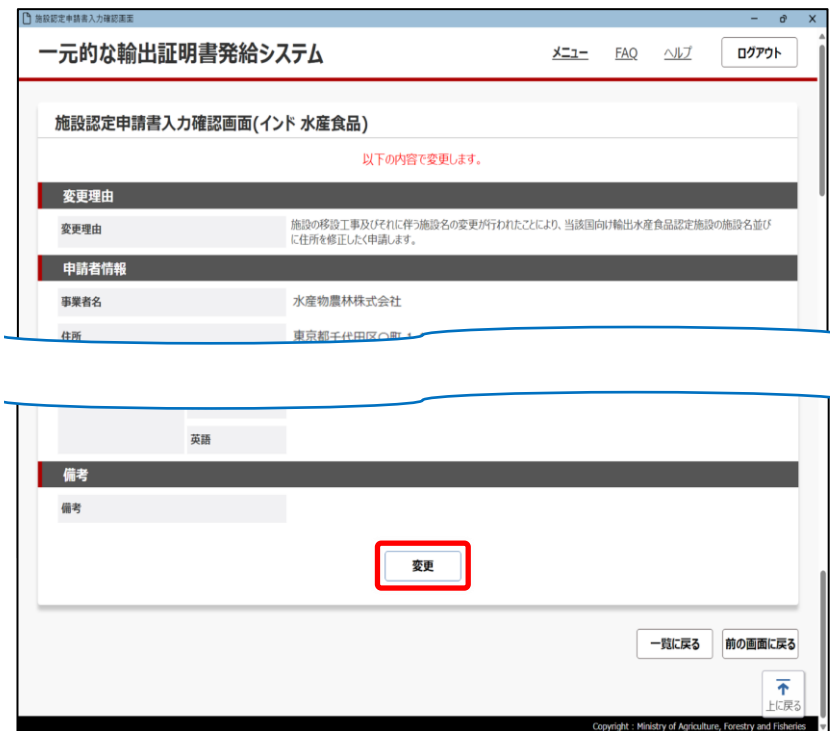 施設認定申請書入力確認画面
一元的な輸出証明書発給システム
メニュー FAQ ヘルプ ログアウト
施設認定申請書入力確認画面(インド 水産食品)
以下の内容で変更します。
変更理由
変更理由 施設の移設工事及びそれに伴う施設名の変更が行われたことにより、当該国向け輸出水産食品認定施設の施設名並び
に住所を修正したく申請します。
申請者情報
事業者名 水産物農林株式会社
住所 東京都千代田区〇町
英語
備考
備考
変更
一覧に戻る 前の画面に戻る
上に戻る
Copyright : Ministry of Agriculture, Forestry and Fisheries